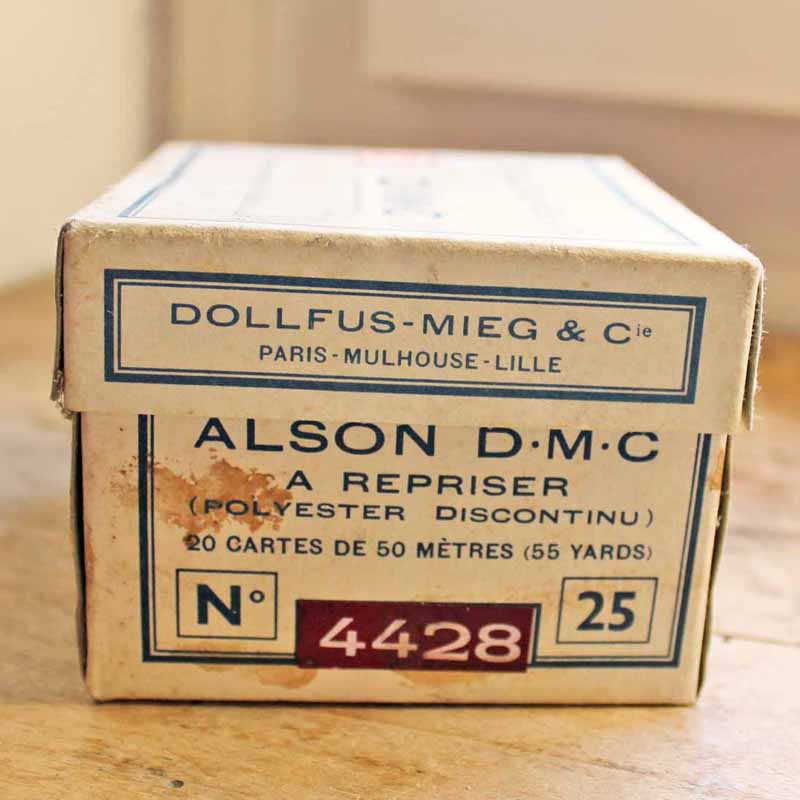 DOLLFUS-MIEG & Cie
PARIS-MULHOUSE-LILLE
ALSON D·M·C
A REPRISER
(POLYESTER DISCONTINU)
20 CARTES DE 50 MÈTRES (55 YARDS)
N° 4428 25